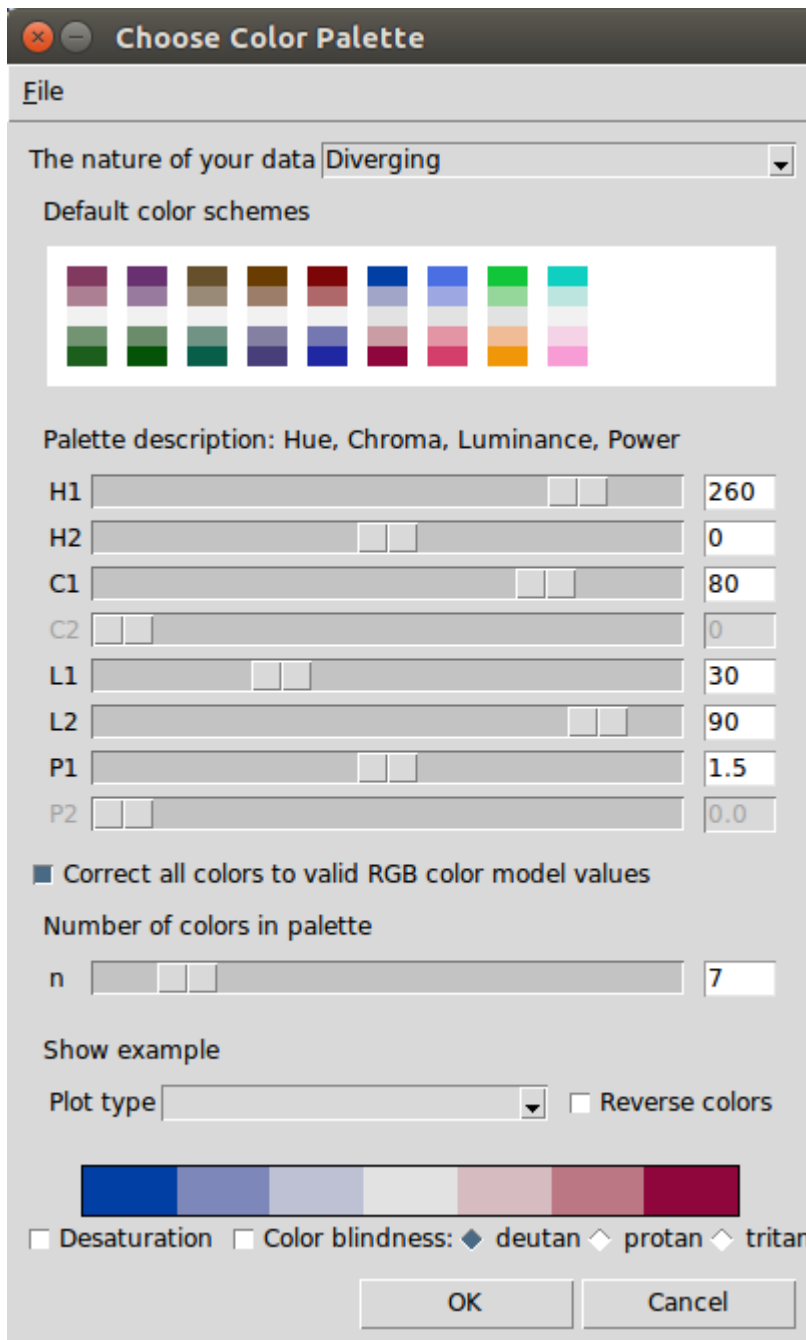 Choose Color Palette
File
The nature of your data Diverging
Default color schemes
Palette description: Hue, Chroma, Luminance, Power
H1 260
H2 0
C1 80
C2 0
L1 30
L2 90
P1 1.5
P2 0.0
Correct all colors to valid RGB color model values
Number of colors in palette
n 7
Show example
Plot type Reverse colors
Desaturation Color blindness: deutan protan tritan
OK Cancel